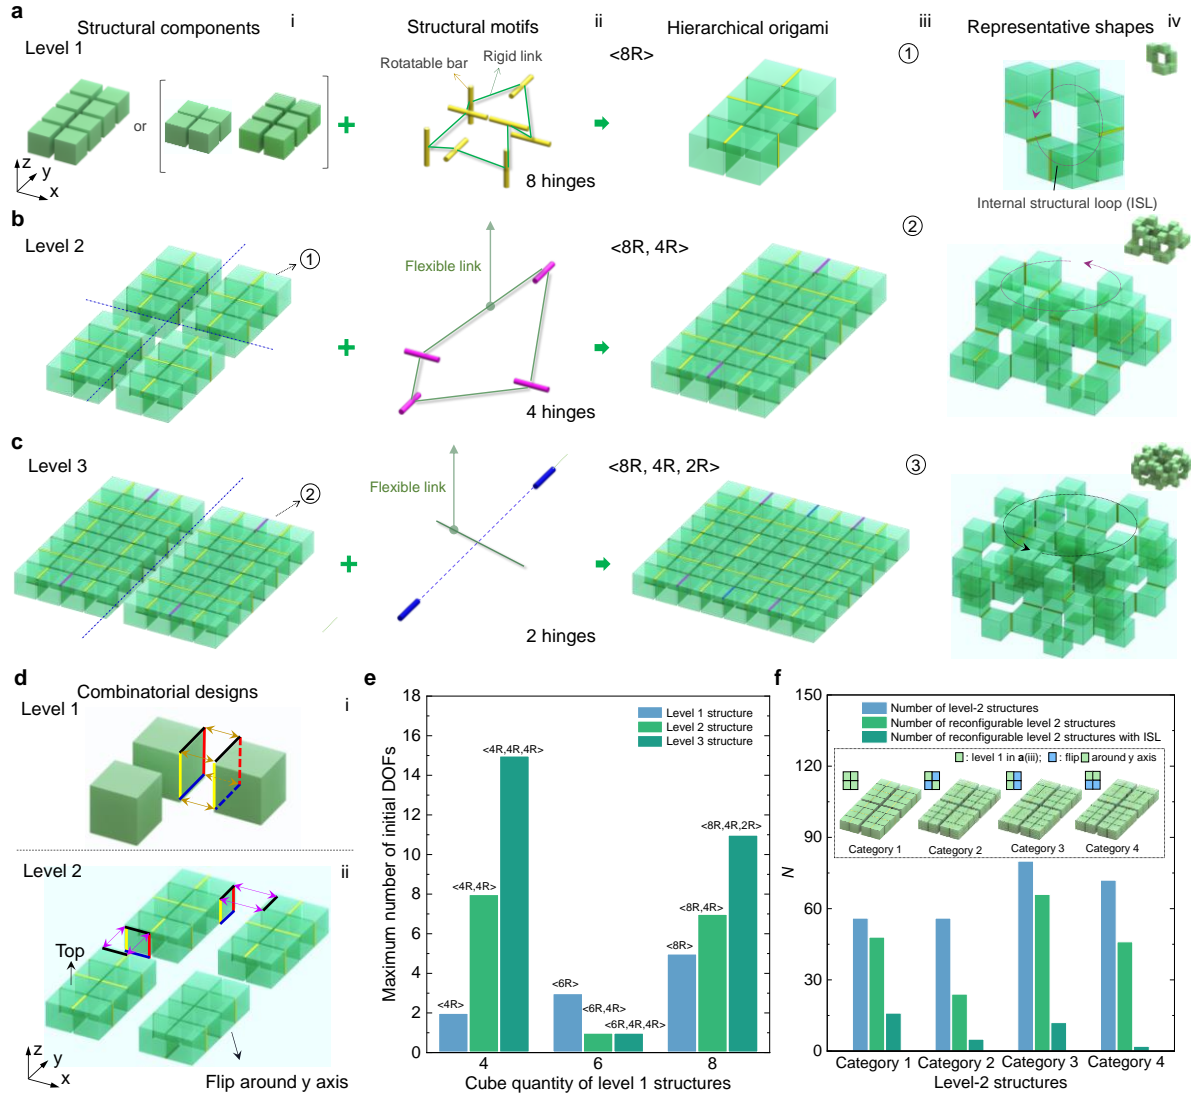 a
Structural components
i
Structural motifs
ii
Hierarchical origami
iii
Representative shapes
iv
Level 1
or
Rotatable bar
Rigid link
8 hinges
<8R>
1
Internal structural loop (ISL)
z
y
x
b
Level 2
1
Flexible link
4 hinges
<8R, 4R>
2
c
Level 3
2
Flexible link
2 hinges
<8R, 4R, 2R>
3
d
Combinatorial designs
Level 1
i
Level 2
ii
Top
z
y
x
Flip around y axis
e
Maximum number of initial DOFs
18
16
14
12
10
8
6
4
2
0
Level 1 structure
Level 2 structure
Level 3 structure
<4R>
<4R,4R>
<4R,4R,4R>
<6R>
<6R,4R>
<6R,4R,4R>
<8R>
<8R,4R>
<8R,4R,2R>
4
6
8
Cube quantity of level 1 structures
f
N
150
120
90
60
30
0
Number of level-2 structures
Number of reconfigurable level 2 structures
Number of reconfigurable level 2 structures with ISL
: level 1 in a(iii); : flip around y axis
Category 1
Category 2
Category 3
Category 4
Category 1
Category 2
Category 3
Category 4
Level-2 structures